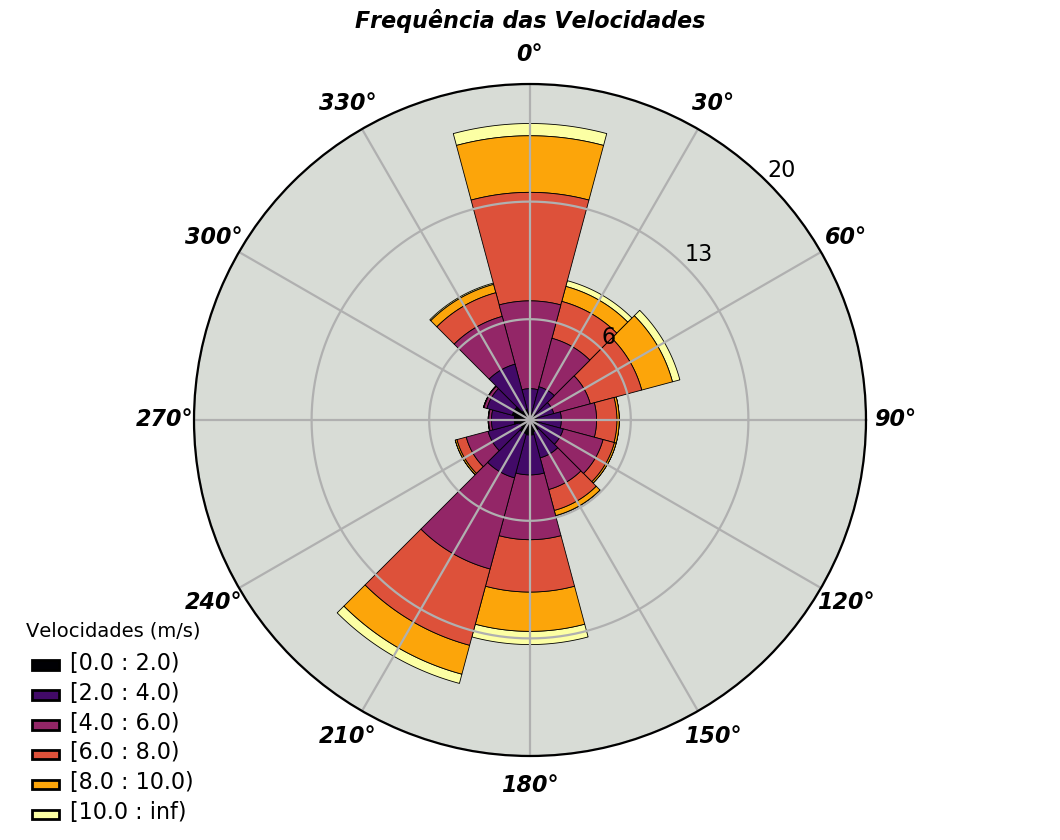 Frequência das Velocidades
0°
330°
30°
20
300°
60°
13
6
270°
90°
240°
120°
210°
150°
180°
Velocidades (m/s)
[0.0 : 2.0)
[2.0 : 4.0)
[4.0 : 6.0)
[6.0 : 8.0)
[8.0 : 10.0)
[10.0 : inf)